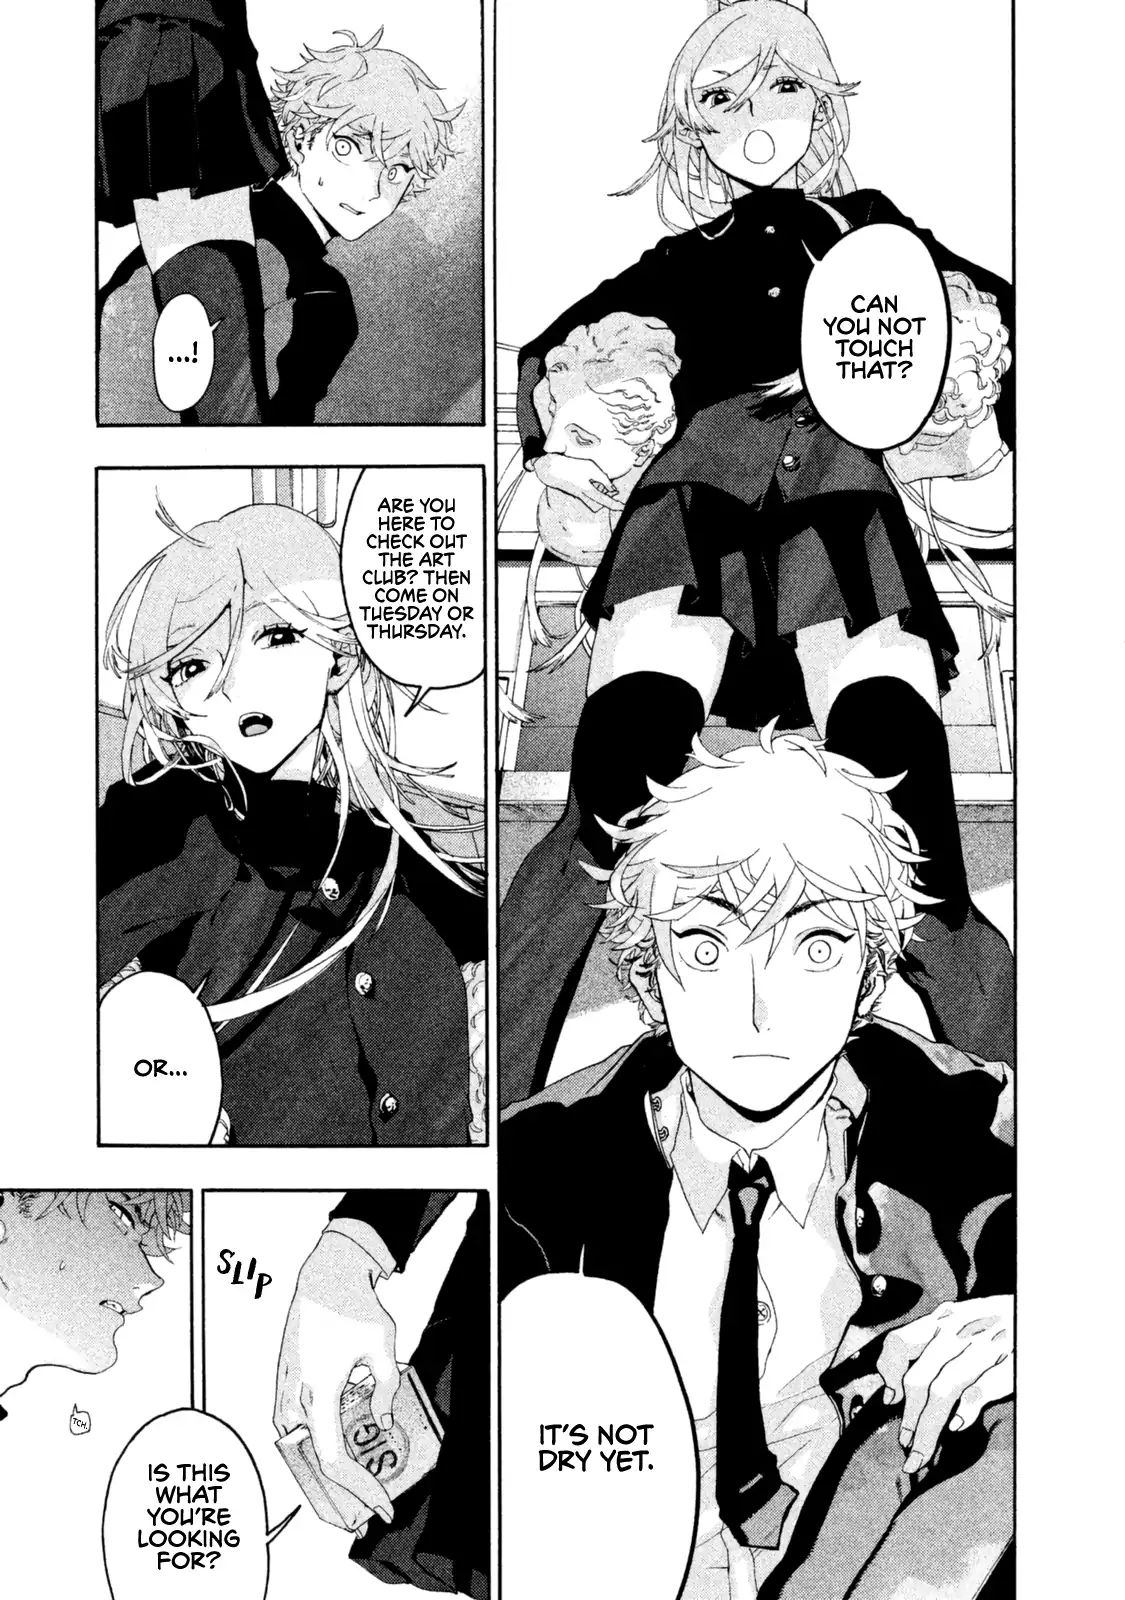 CAN
YOU NOT
TOUCH
THAT?
IT'S NOT
DRY YET.
...!
ARE YOU
HERE TO
CHECK OUT
THE ART
CLUB? THEN
COME ON
TUESDAY OR
THURSDAY.
OR...
SLIP
CIG
IS THIS
WHAT
YOU'RE
LOOKING
FOR?
TCH.